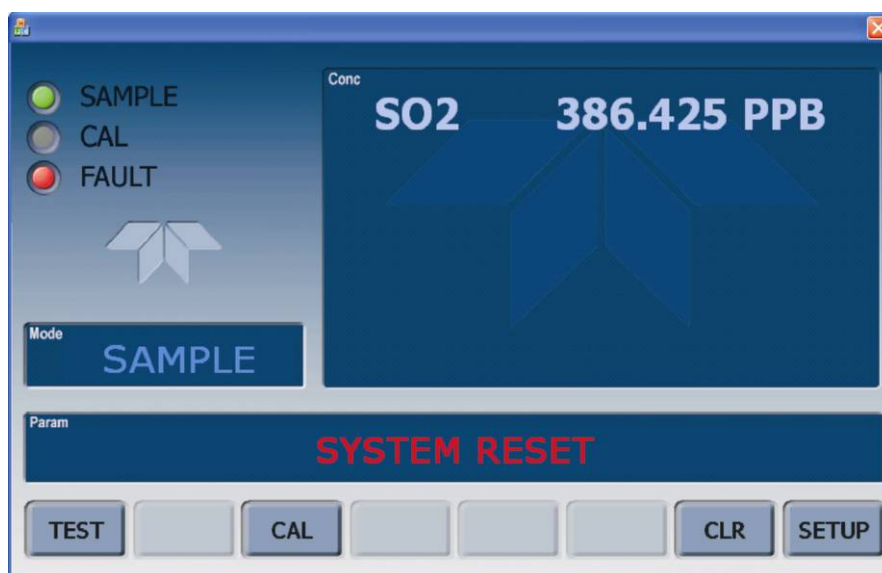 SAMPLE
CAL
FAULT
Conc
SO2 386.425 PPB
Mode
SAMPLE
Param
SYSTEM RESET
TEST CAL CLR SETUP